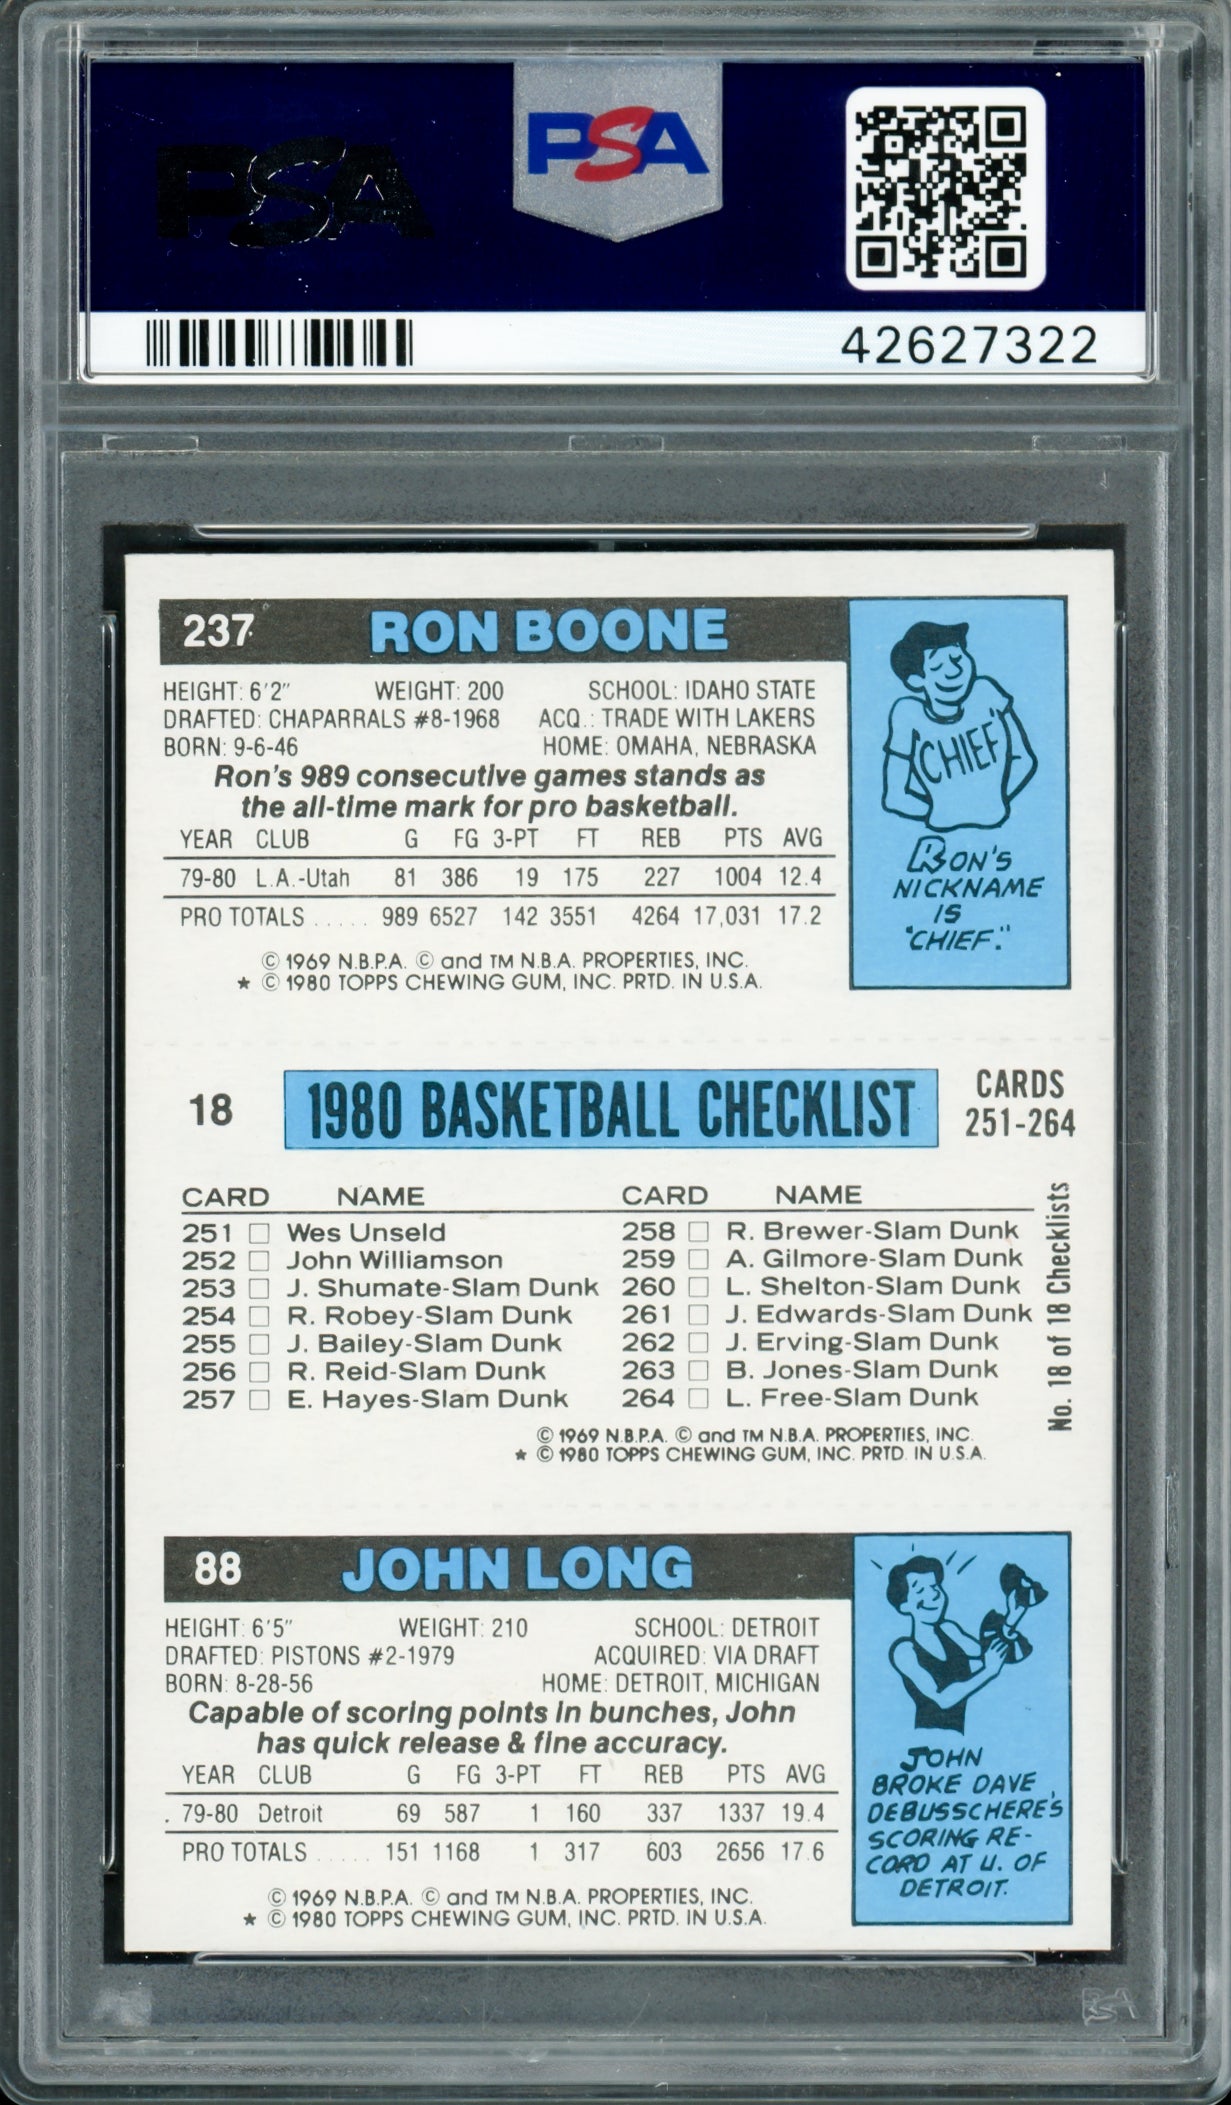 PSA
PSA
42627322
237 RON BOONE
HEIGHT: 6'2" WEIGHT: 200 SCHOOL: IDAHO STATE
DRAFTED: CHAPARRALS #8-1968 ACQ.: TRADE WITH LAKERS
BORN: 9-6-46 HOME: OMAHA, NEBRASKA
Ron's 989 consecutive games stands as
the all-time mark for pro basketball.
YEAR CLUB G FG 3-PT FT REB PTS AVG
79-80 L.A.-Utah 81 386 19 175 227 1004 12.4
PRO TOTALS ..... 989 6527 142 3551 4264 17,031 17.2
© 1969 N.B.P.A. © and TM N.B.A. PROPERTIES, INC.
★ © 1980 TOPPS CHEWING GUM, INC. PRTD. IN U.S.A.
CHIEF
RON'S
NICKNAME
IS
"CHIEF."
18 1980 BASKETBALL CHECKLIST CARDS
251-264
CARD NAME CARD NAME
251 □ Wes Unseld 258 □ R. Brewer-Slam Dunk
252 □ John Williamson 259 □ A. Gilmore-Slam Dunk
253 □ J. Shumate-Slam Dunk 260 □ L. Shelton-Slam Dunk
254 □ R. Robey-Slam Dunk 261 □ J. Edwards-Slam Dunk
255 □ J. Bailey-Slam Dunk 262 □ J. Erving-Slam Dunk
256 □ R. Reid-Slam Dunk 263 □ B. Jones-Slam Dunk
257 □ E. Hayes-Slam Dunk 264 □ L. Free-Slam Dunk
No. 18 of 18 Checklists
© 1969 N.B.P.A. © and TM N.B.A. PROPERTIES, INC.
★ © 1980 TOPPS CHEWING GUM, INC. PRTD. IN U.S.A.
88 JOHN LONG
HEIGHT: 6'5" WEIGHT: 210 SCHOOL: DETROIT
DRAFTED: PISTONS #2-1979 ACQUIRED: VIA DRAFT
BORN: 8-28-56 HOME: DETROIT, MICHIGAN
Capable of scoring points in bunches, John
has quick release & fine accuracy.
YEAR CLUB G FG 3-PT FT REB PTS AVG
79-80 Detroit 69 587 1 160 337 1337 19.4
PRO TOTALS ..... 151 1168 1 317 603 2656 17.6
© 1969 N.B.P.A. © and TM N.B.A. PROPERTIES, INC.
★ © 1980 TOPPS CHEWING GUM, INC. PRTD. IN U.S.A.
JOHN
BROKE DAVE
DEBUSSCHERE'S
SCORING RE-
CORD AT U. OF
DETROIT.
PSA